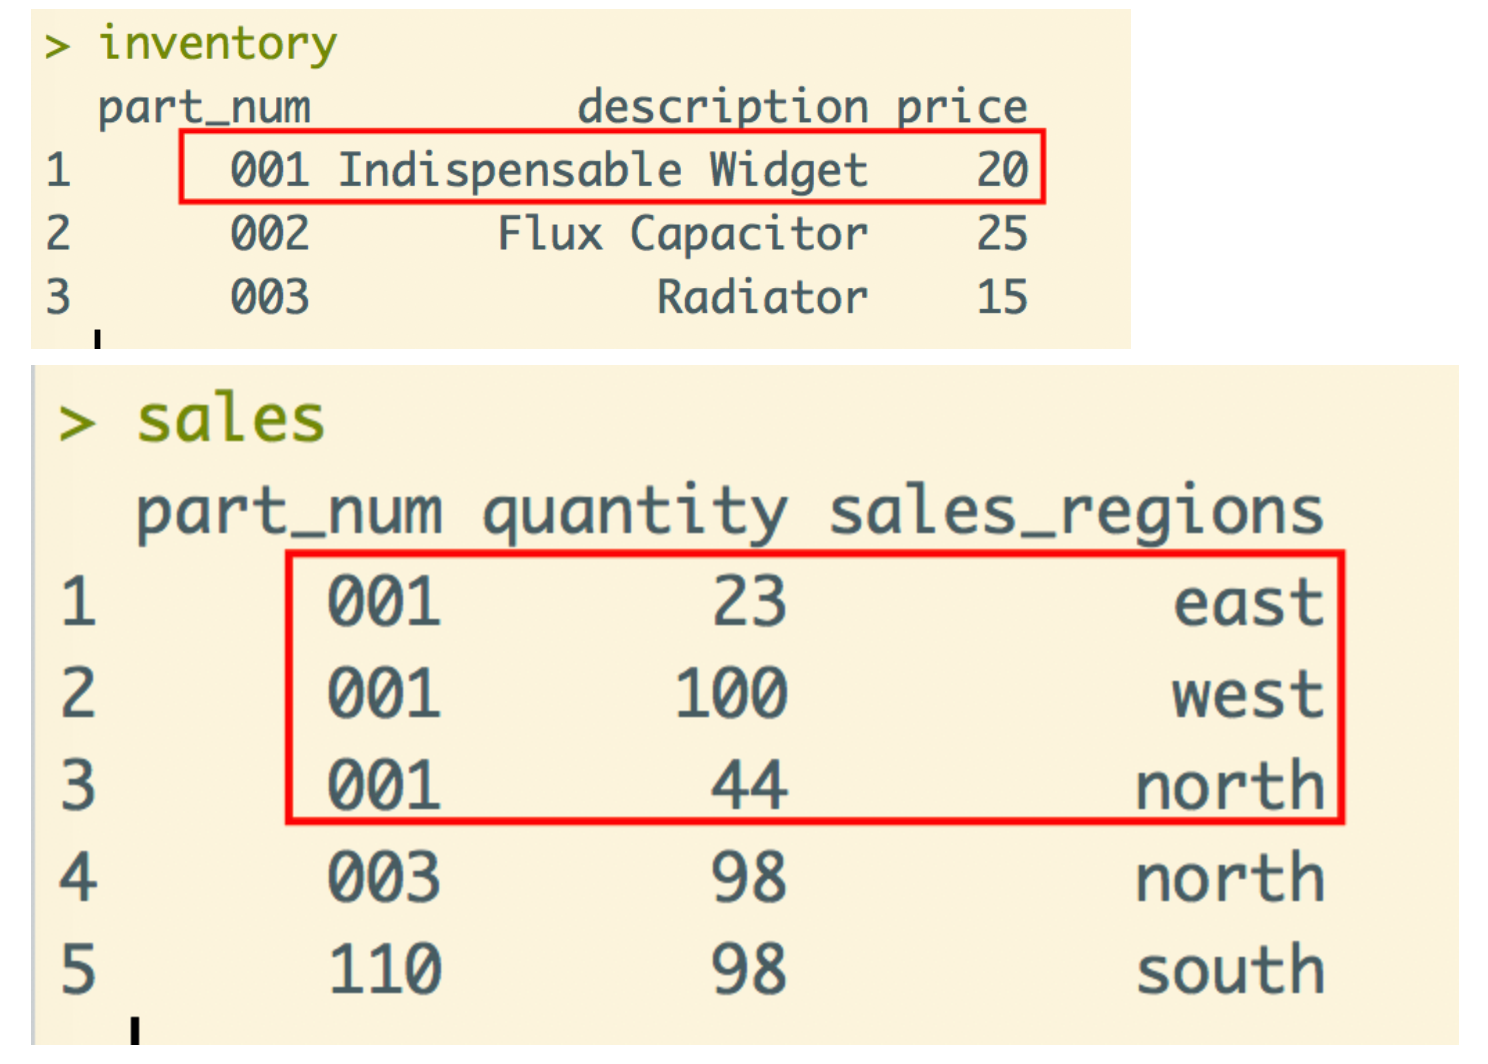 > inventory
part_num description price
1 001 Indispensable Widget 20
2 002 Flux Capacitor 25
3 003 Radiator 15
> sales
part_num quantity sales_regions
1 001 23 east
2 001 100 west
3 001 44 north
4 003 98 north
5 110 98 south